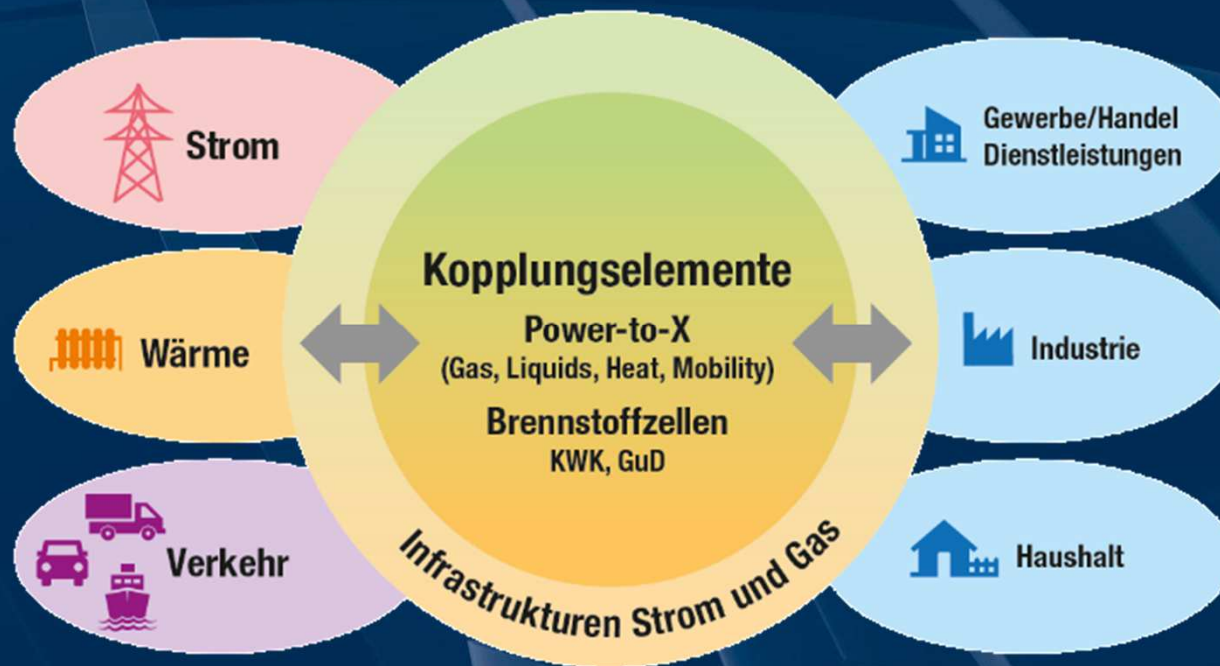 Strom
Wärme
Verkehr
Kopplungselemente
Power-to-X
(Gas, Liquids, Heat, Mobility)
Brennstoffzellen
KWK, GuD
Infrastrukturen Strom und Gas
Gewerbe/Handel
Dienstleistungen
Industrie
Haushalt